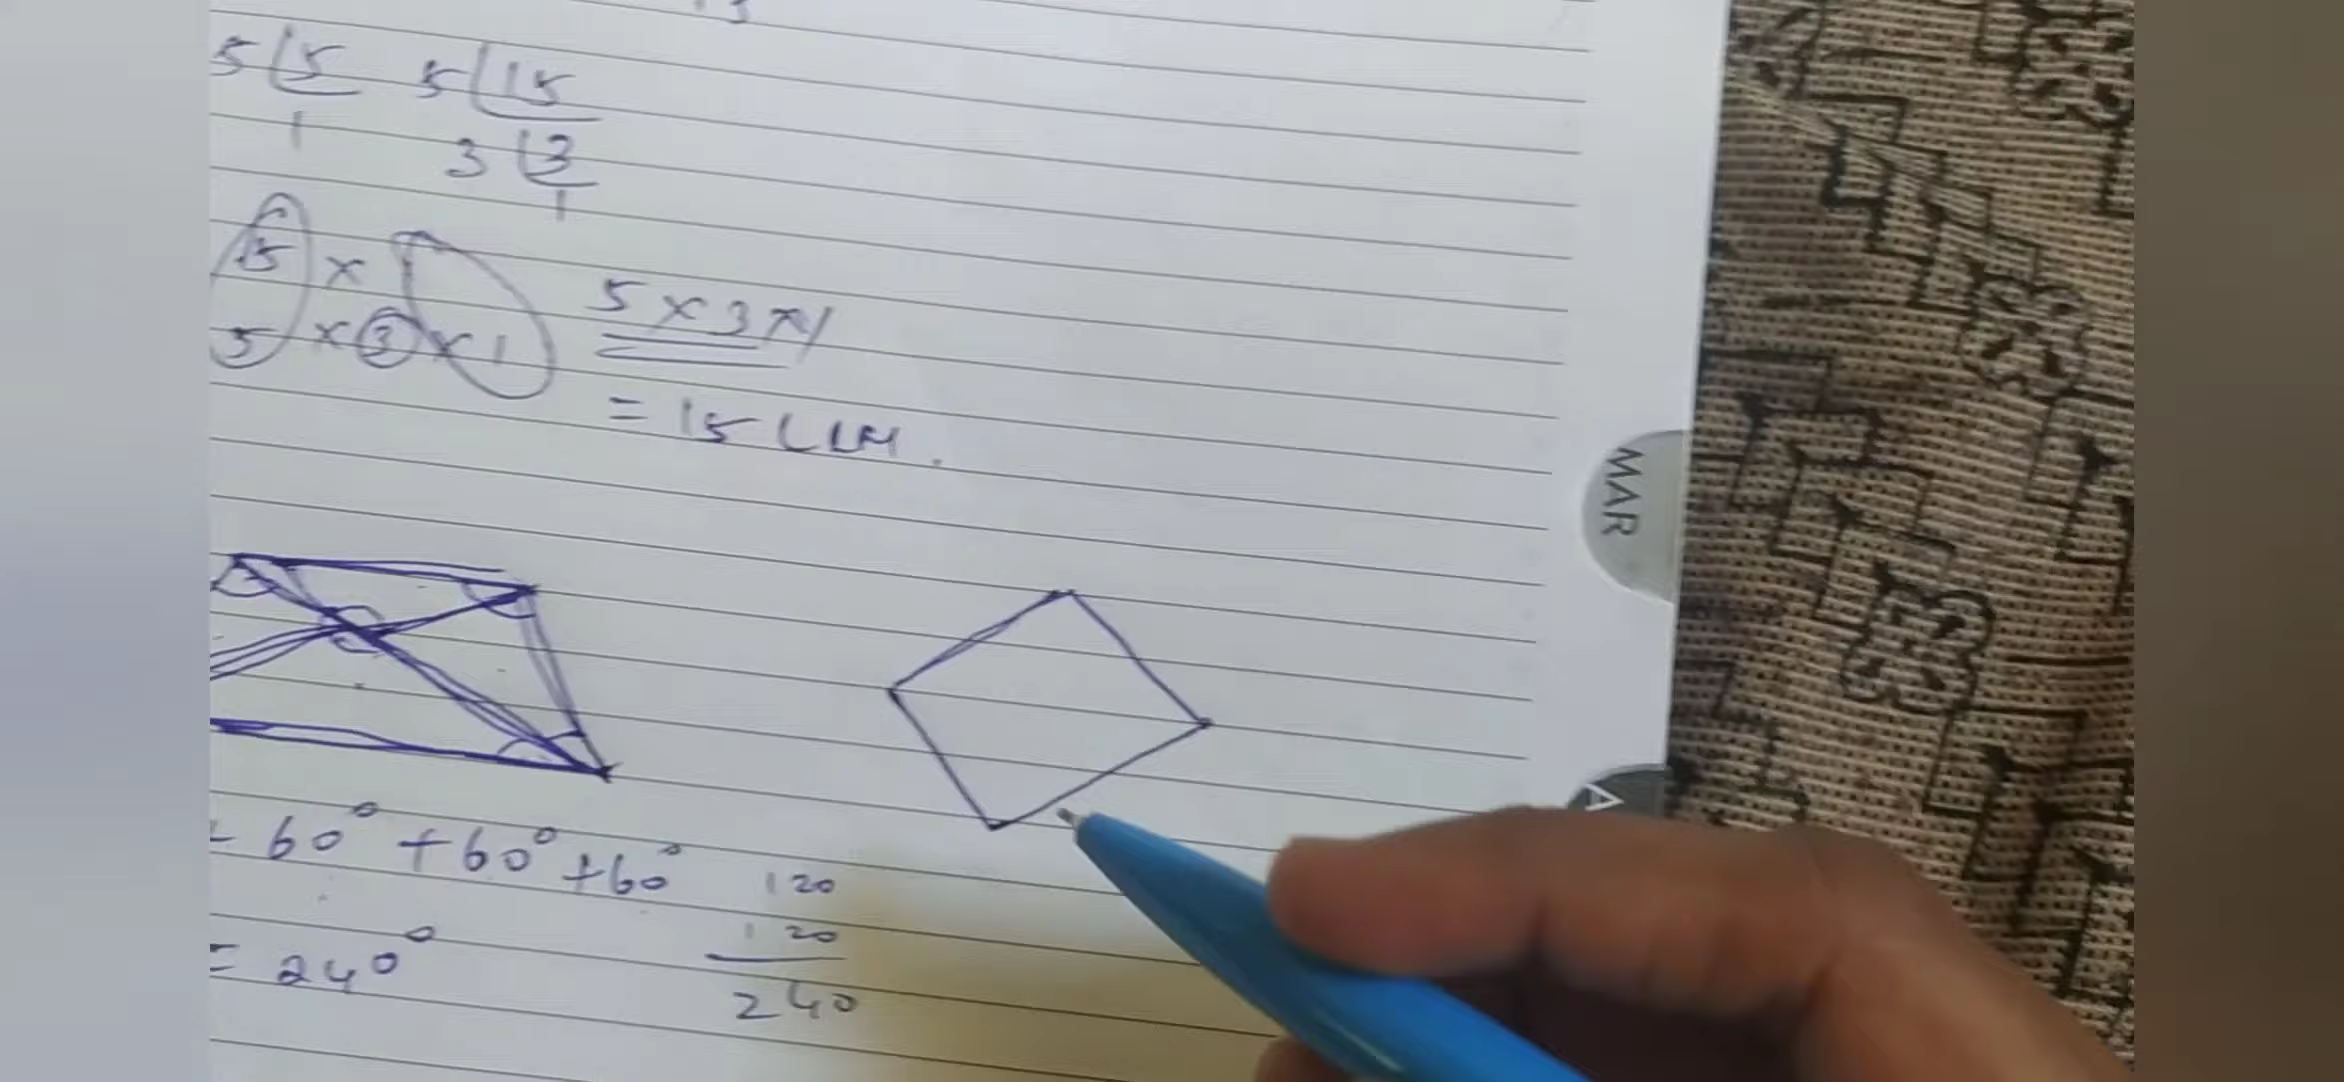 5 5 5 15
1 3 3
1
15 ×
5 × 3 × 1 5 × 3 × 1
= 15 LCM.
MAR
A
60° + 60° + 60° 120
120
= 240° 240